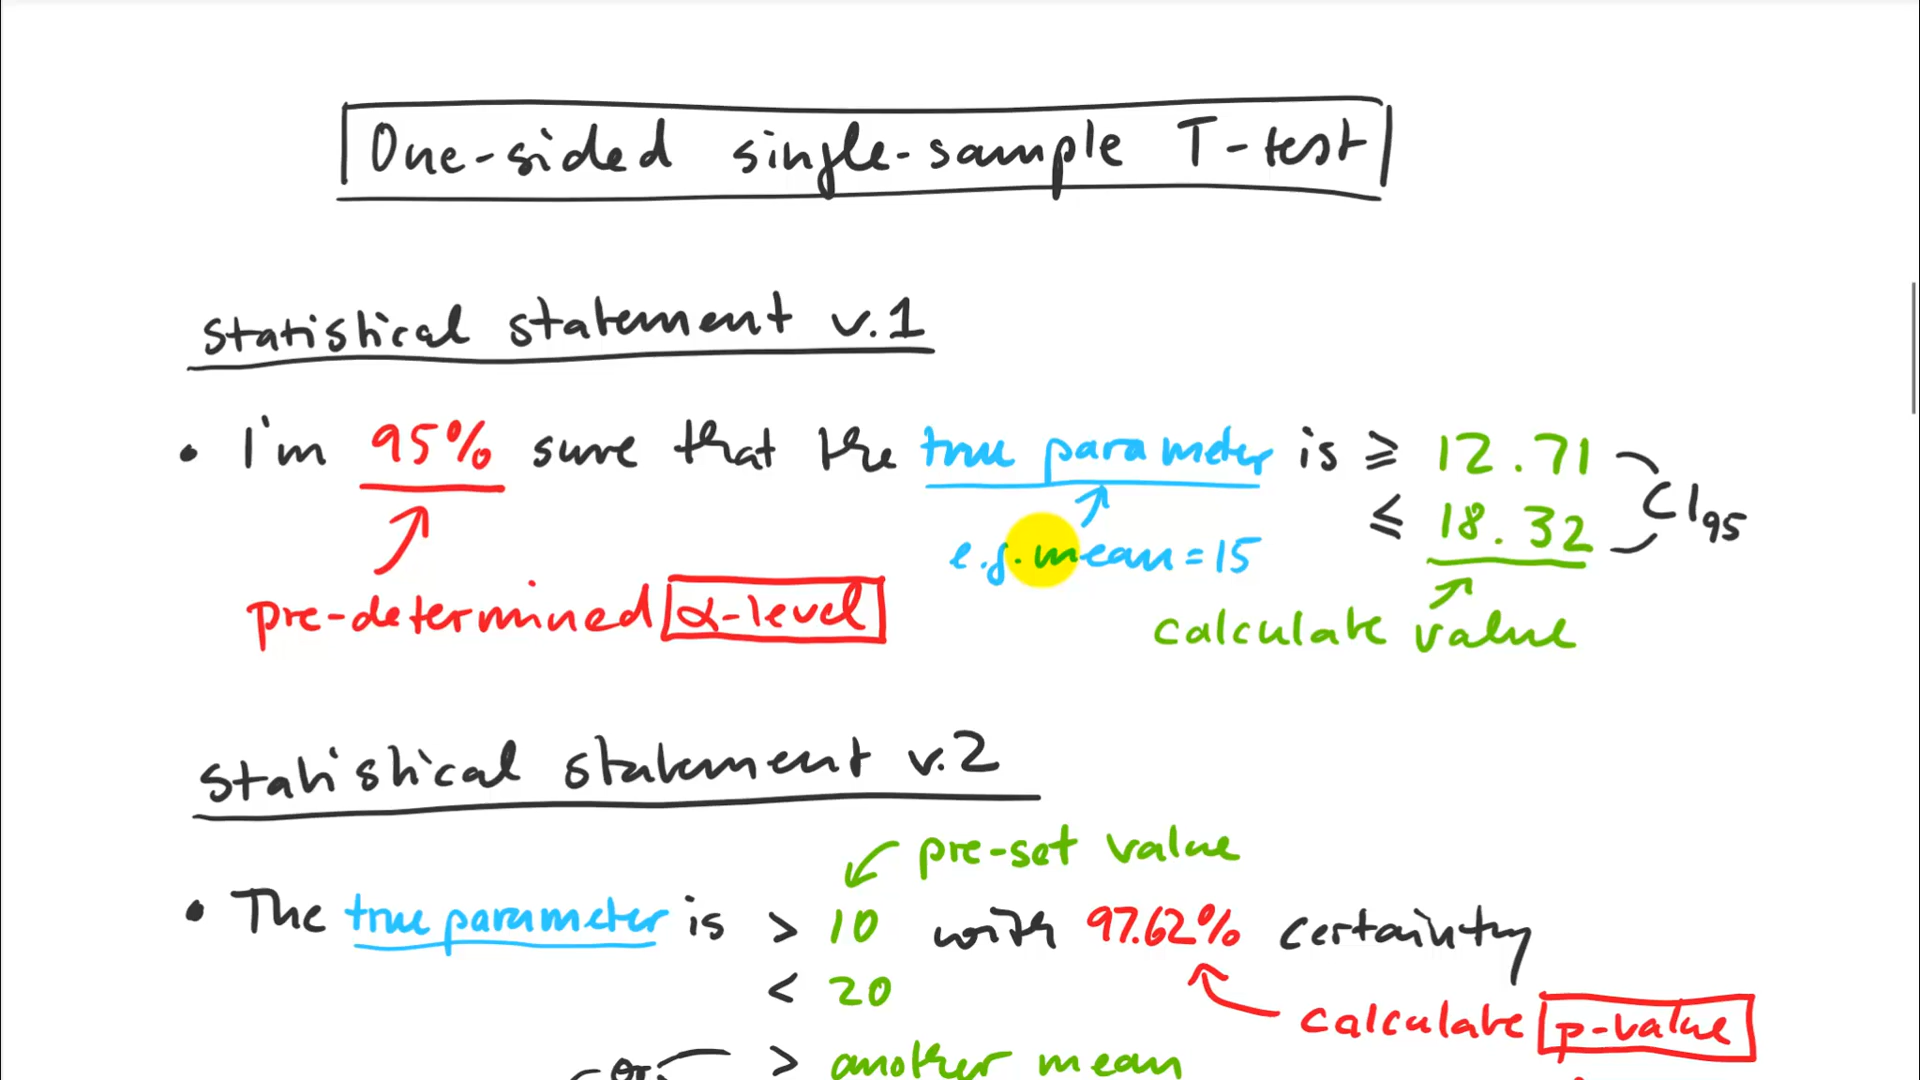 One-sided single-sample T-test
statistical statement v.1
• I'm 95% sure that the true parameter is ≥ 12.71
≤ 18.32
CI95
e.g. mean = 15
pre-determined α-level
calculate value
statistical statement v.2
pre-set value
• The true parameter is > 10 with 97.62% certainty
< 20
calculate p-value
or > another mean